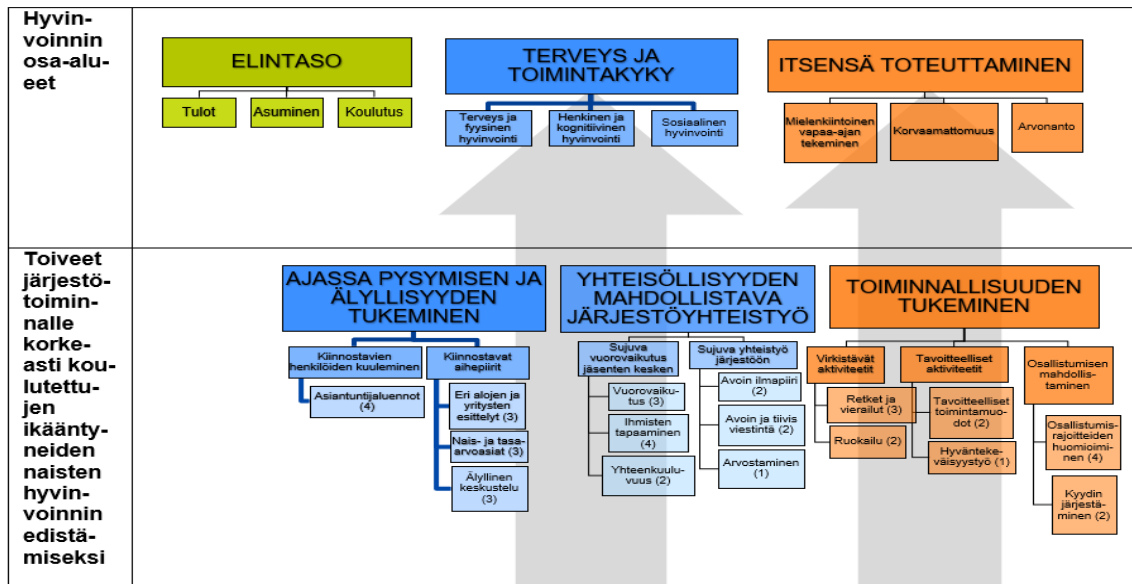 Hyvin-
voinnin
osa-alu-
eet
ELINTASO
Tulot
Asuminen
Koulutus
TERVEYS JA
TOIMINTAKYKY
Terveys ja
fyysinen
hyvinvointi
Henkinen ja
kognitiivinen
hyvinvointi
Sosiaalinen
hyvinvointi
ITSENSÄ TOTEUTTAMINEN
Mielenkiintoinen
vapaa-ajan
tekeminen
Korvaamattomuus
Arvonanto
Toiveet
järjestö-
toimin-
nalle
korke-
asti kou-
lutettu-
jen
ikäänty-
neiden
naisten
hyvin-
voinnin
edistä-
miseksi
AJASSA PYSYMISEN JA
ÄLYLLISYYDEN
TUKEMINEN
Kiinnostavien
henkilöiden kuuleminen
Asiantuntijaluennot (4)
Kiinnostavat
aihepiirit
Eri alojen ja
yritysten
esittelyt (3)
Nais- ja tasa-
arvoasiat (3)
Älyllinen
keskustelu
(3)
YHTEISÖLLISYYDEN
MAHDOLLISTAVA
JÄRJESTÖYHTEISTYÖ
Sujuva
vuorovaikutus
jäsenten kesken
Vuorovaiku-
tus (3)
Ihmisten
tapaaminen
(4)
Yhteenkuulu-
vuus (2)
Sujuva yhteistyö
järjestöön
Avoin ilmapiiri
(2)
Avoin ja tiivis
viestintä (2)
Arvostaminen
(1)
TOIMINNALLISUUDEN
TUKEMINEN
Virkistävät
aktiviteetit
Retket ja
vierailut (3)
Ruokailu (2)
Tavoitteelliset
aktiviteetit
Tavoitteelliset
toimintamuo-
dot (2)
Hyvänteke-
väisyystyö (1)
Osallistumisen
mahdollis-
taminen
Osallistumis-
rajoitteiden
huomioimi-
nen (4)
Kyydin
järjestä-
minen (2)